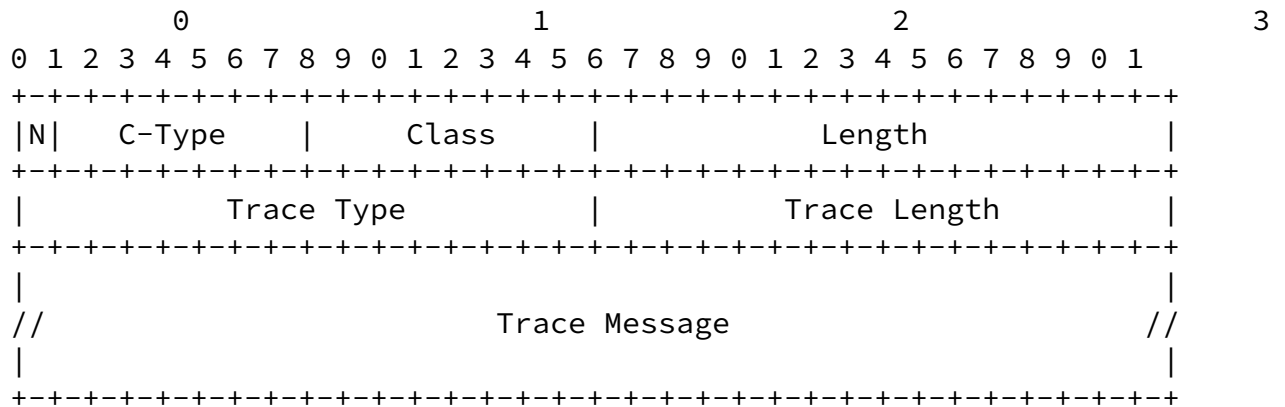 0 1 2 3
0 1 2 3 4 5 6 7 8 9 0 1 2 3 4 5 6 7 8 9 0 1 2 3 4 5 6 7 8 9 0 1
+-+-+-+-+-+-+-+-+-+-+-+-+-+-+-+-+-+-+-+-+-+-+-+-+-+-+-+-+-+-+-+-+
|N| C-Type | Class | Length |
+-+-+-+-+-+-+-+-+-+-+-+-+-+-+-+-+-+-+-+-+-+-+-+-+-+-+-+-+-+-+-+-+
| Trace Type | Trace Length |
+-+-+-+-+-+-+-+-+-+-+-+-+-+-+-+-+-+-+-+-+-+-+-+-+-+-+-+-+-+-+-+-+
| |
// Trace Message //
| |
+-+-+-+-+-+-+-+-+-+-+-+-+-+-+-+-+-+-+-+-+-+-+-+-+-+-+-+-+-+-+-+-+